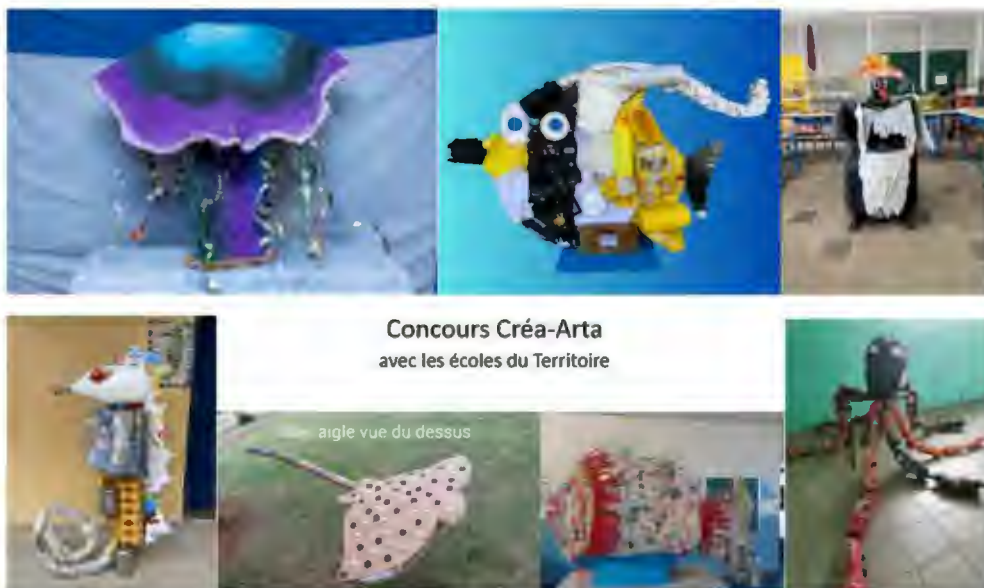 Concours Créa-Arta
avec les écoles du Territoire
aigle vue du dessus